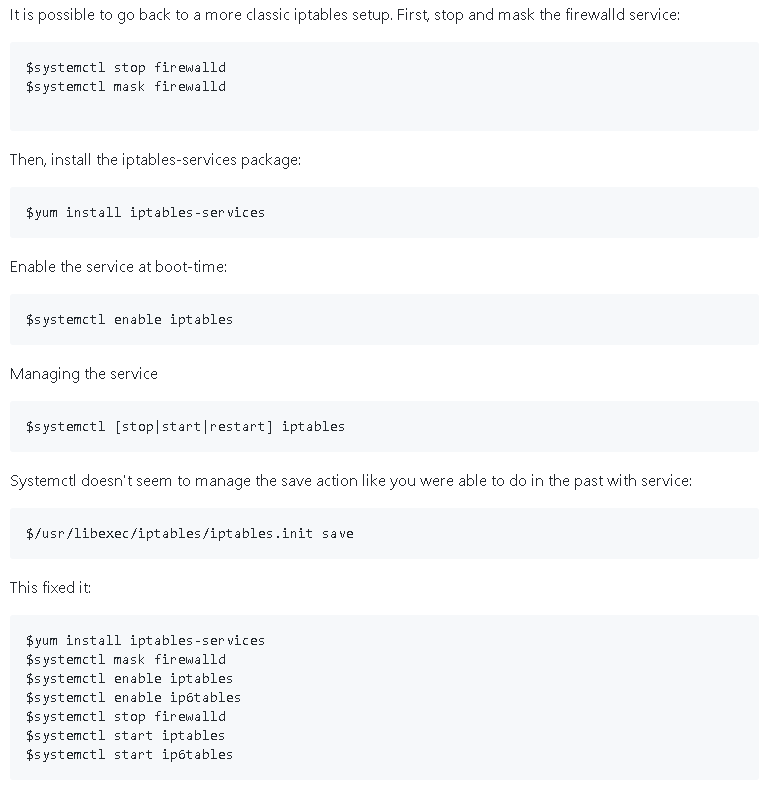 It is possible to go back to a more classic iptables setup. First, stop and mask the firewalld service:
$systemctl stop firewalld
$systemctl mask firewalld
Then, install the iptables-services package:
$yum install iptables-services
Enable the service at boot-time:
$systemctl enable iptables
Managing the service
$systemctl [stop|start|restart] iptables
Systemctl doesn't seem to manage the save action like you were able to do in the past with service:
$/usr/libexec/iptables/iptables.init save
This fixed it:
$yum install iptables-services
$systemctl mask firewalld
$systemctl enable iptables
$systemctl enable ip6tables
$systemctl stop firewalld
$systemctl start iptables
$systemctl start ip6tables